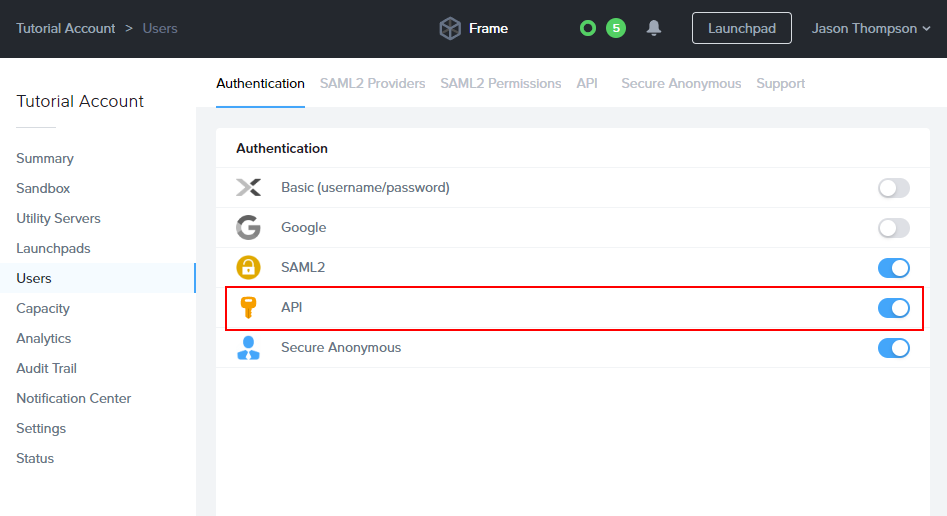 Tutorial Account > Users
Frame
5
Launchpad
Jason Thompson
Tutorial Account
Summary
Sandbox
Utility Servers
Launchpads
Users
Capacity
Analytics
Audit Trail
Notification Center
Settings
Status
Authentication SAML2 Providers SAML2 Permissions API Secure Anonymous Support
Authentication
Basic (username/password)
Google
SAML2
API
Secure Anonymous